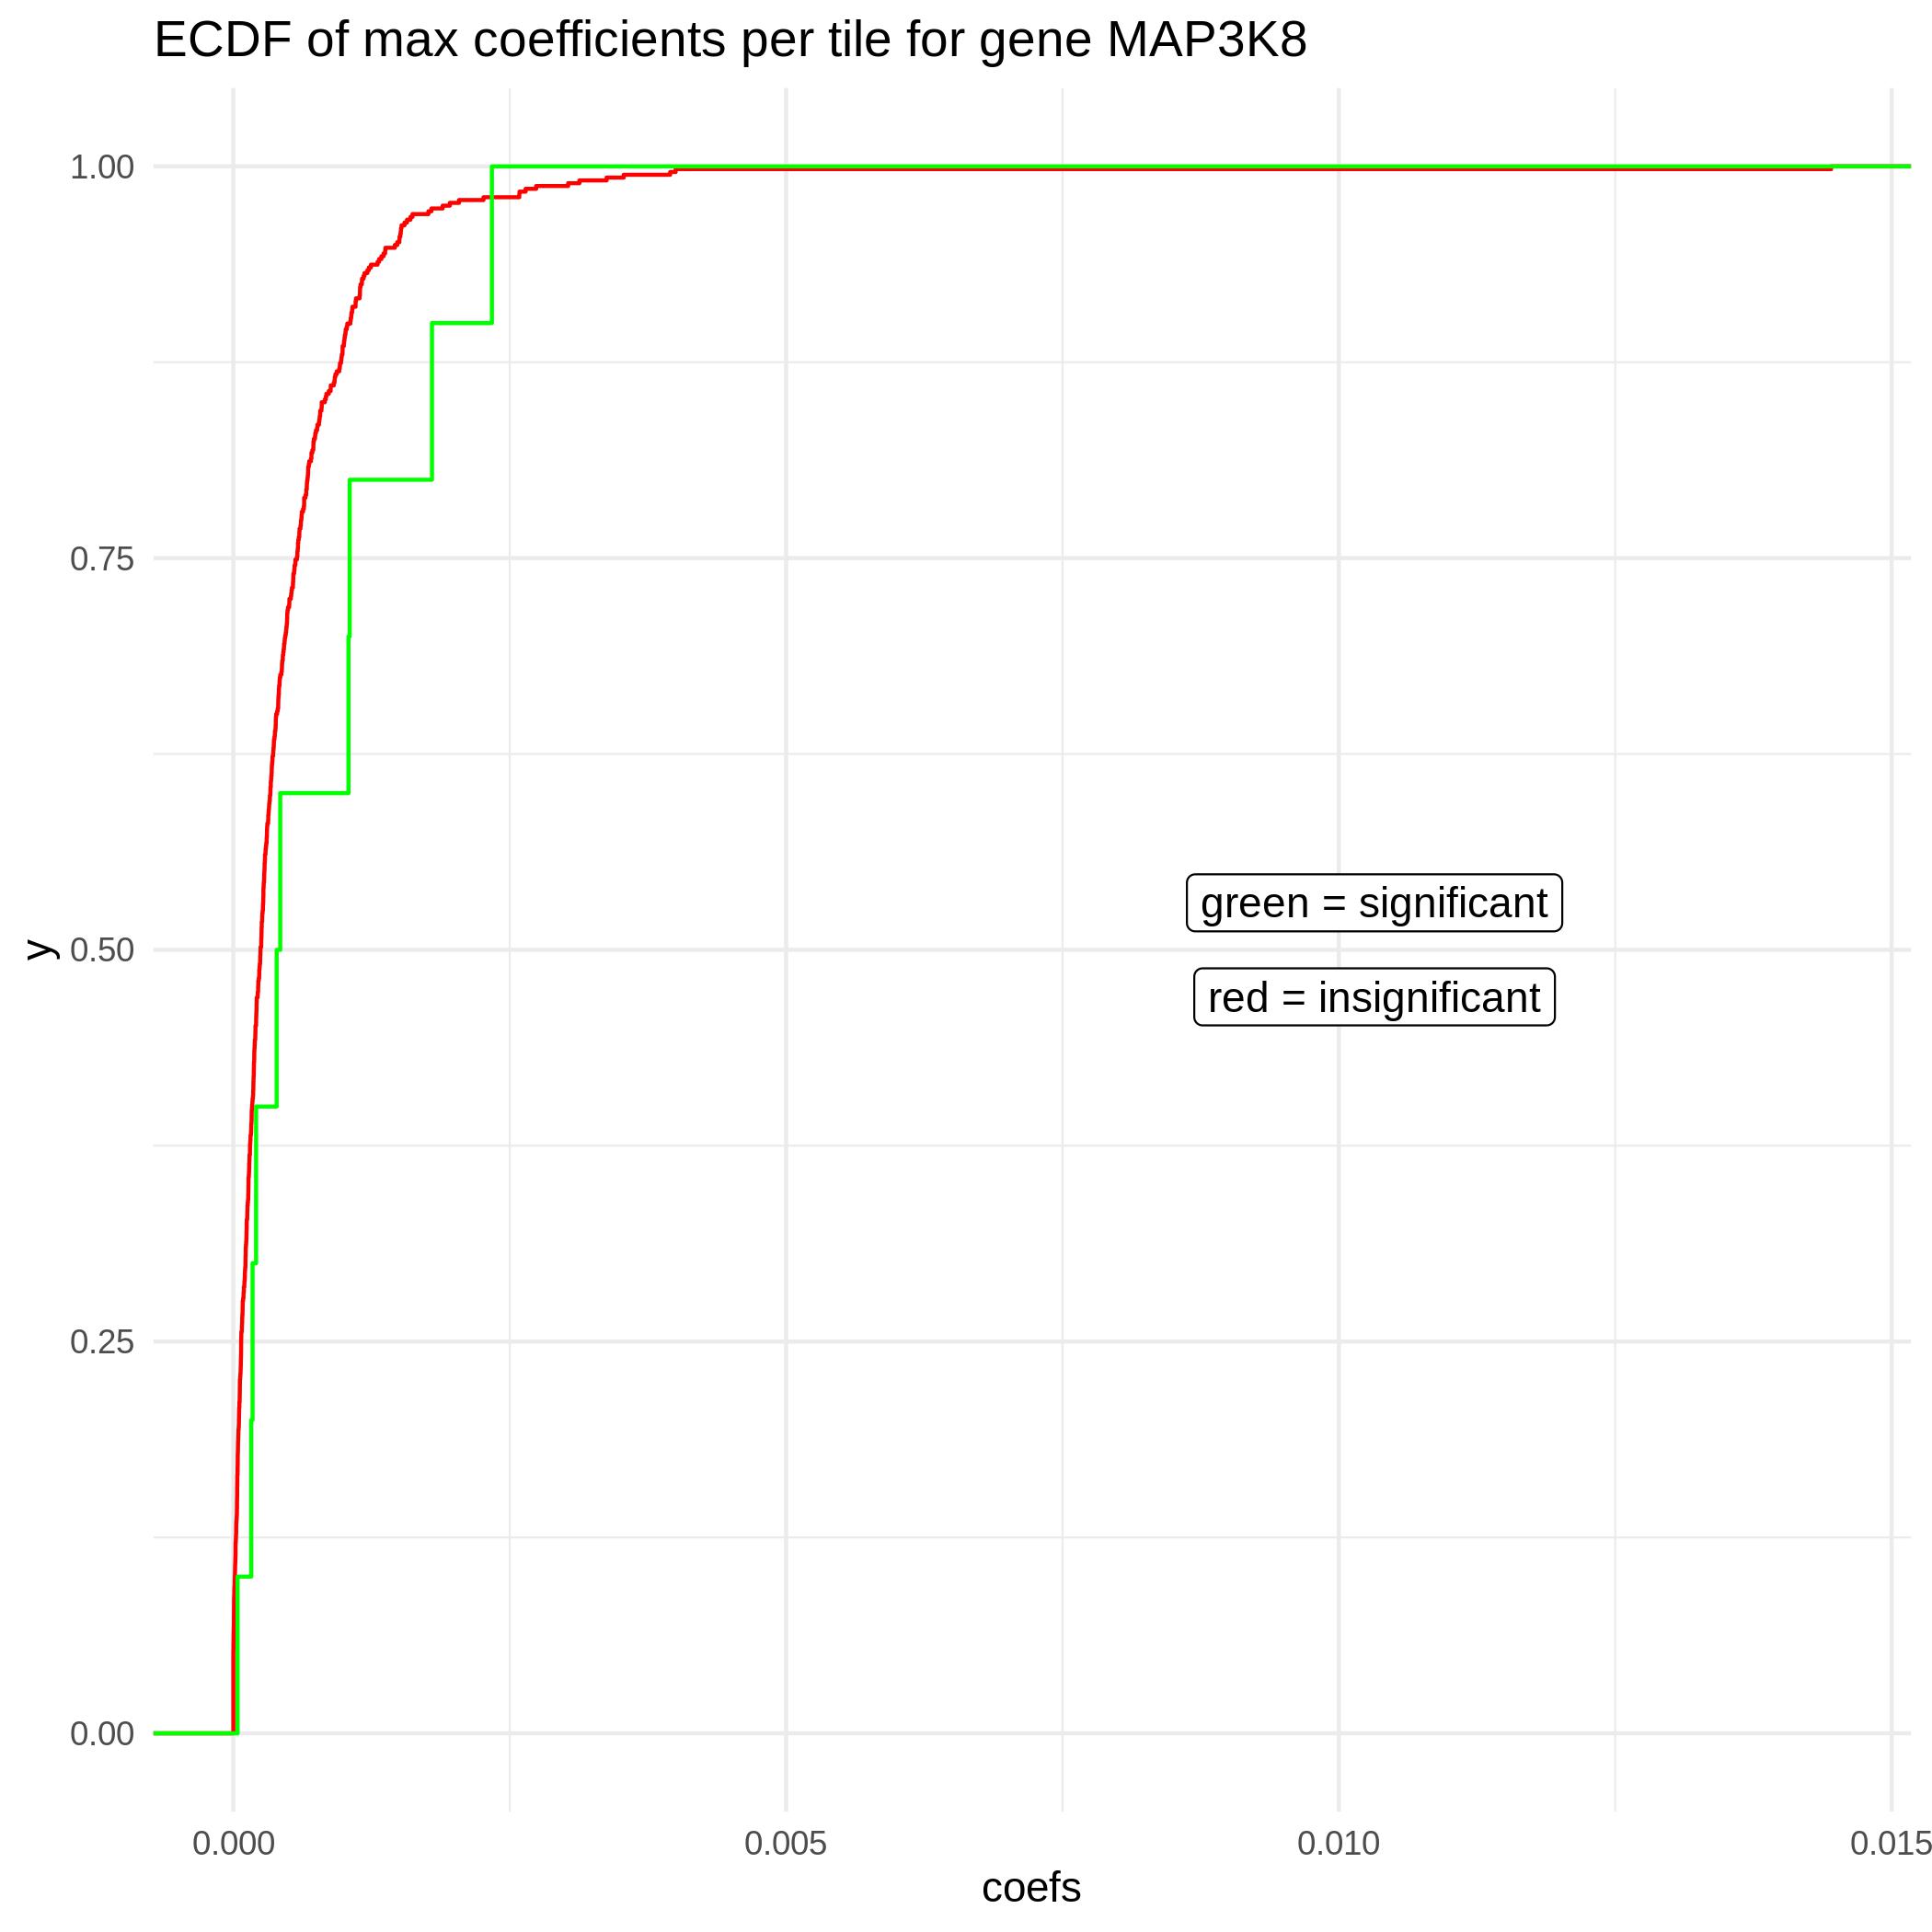 ECDF of max coefficients per tile for gene MAP3K8
1.00
0.75
0.50
0.25
0.00
y
green = significant
red = insignificant
0.000 0.005 0.010 0.015
coefs